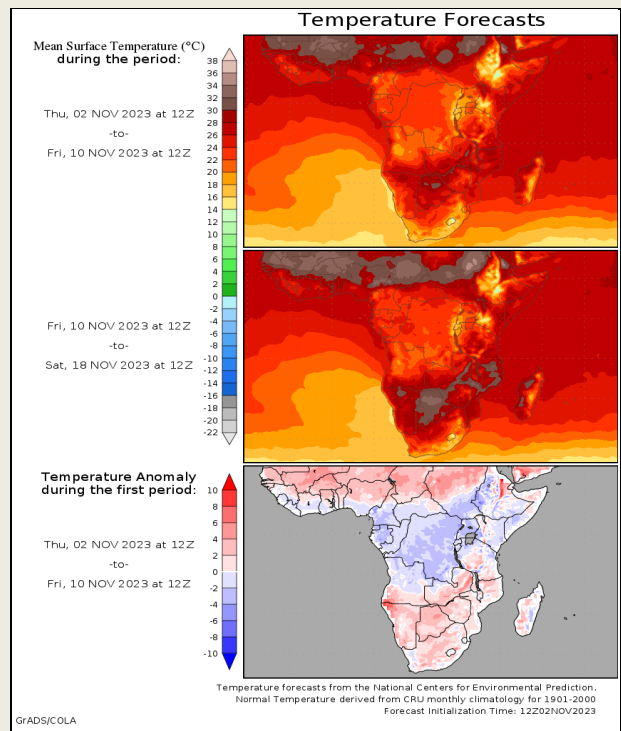 Temperature Forecasts
Mean Surface Temperature (°C)
during the period:
Thu, 02 NOV 2023 at 12Z
-to-
Fri, 10 NOV 2023 at 12Z
38
36
34
32
30
28
26
24
22
20
18
16
14
12
10
8
6
4
2
0
-2
-4
-6
-8
-10
-12
-14
-16
-18
-20
-22
Fri, 10 NOV 2023 at 12Z
-to-
Sat, 18 NOV 2023 at 12Z
Temperature Anomaly
during the first period:
Thu, 02 NOV 2023 at 12Z
-to-
Fri, 10 NOV 2023 at 12Z
10
8
6
4
2
0
-2
-4
-6
-8
-10
Temperature forecasts from the National Centers for Environmental Prediction.
Normal Temperature derived from CRU monthly climatology for 1901-2000
Forecast Initialization Time: 12Z02NOV2023
GrADS/COLA